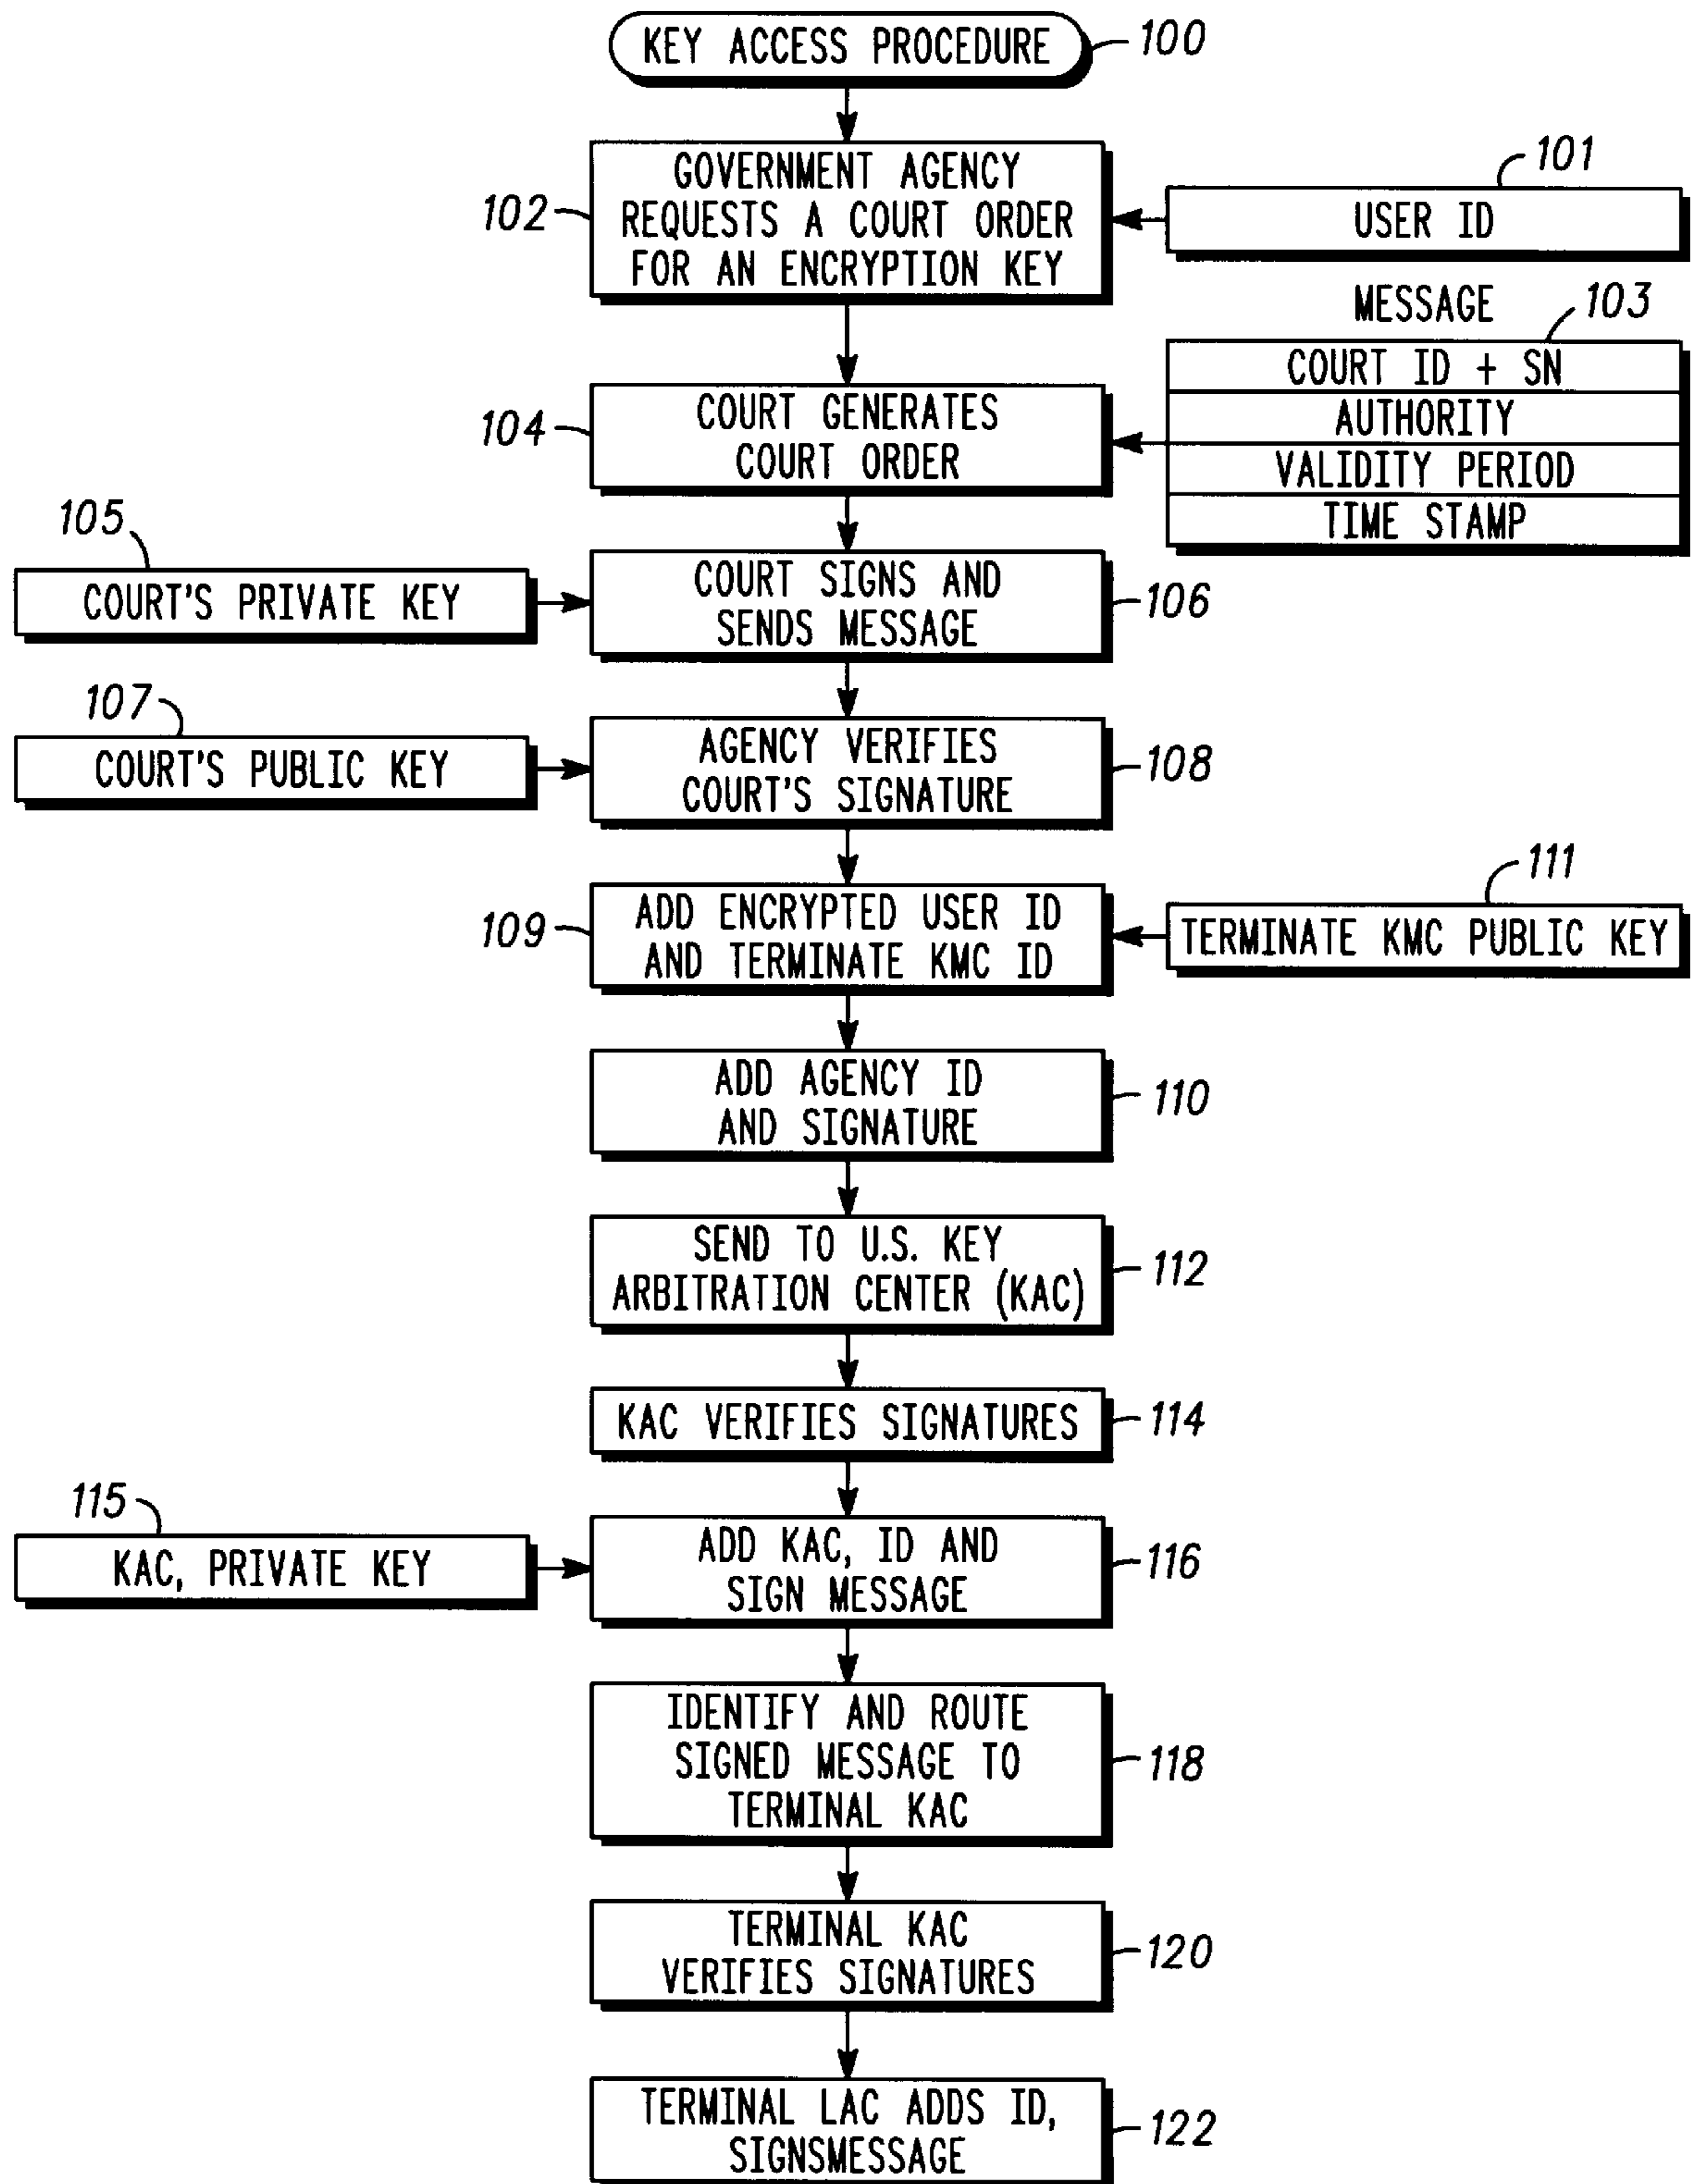 KEY ACCESS PROCEDURE
100
GOVERNMENT AGENCY
REQUESTS A COURT ORDER
FOR AN ENCRYPTION KEY
102
101
USER ID
MESSAGE
103
COURT ID + SN
AUTHORITY
VALIDITY PERIOD
TIME STAMP
104
COURT GENERATES
COURT ORDER
105
COURT'S PRIVATE KEY
COURT SIGNS AND
SENDS MESSAGE
106
107
COURT'S PUBLIC KEY
AGENCY VERIFIES
COURT'S SIGNATURE
108
109
ADD ENCRYPTED USER ID
AND TERMINATE KMC ID
111
TERMINATE KMC PUBLIC KEY
ADD AGENCY ID
AND SIGNATURE
110
SEND TO U.S. KEY
ARBITRATION CENTER (KAC)
112
KAC VERIFIES SIGNATURES
114
115
KAC, PRIVATE KEY
ADD KAC, ID AND
SIGN MESSAGE
116
IDENTIFY AND ROUTE
SIGNED MESSAGE TO
TERMINAL KAC
118
TERMINAL KAC
VERIFIES SIGNATURES
120
TERMINAL LAC ADDS ID,
SIGNSMESSAGE
122